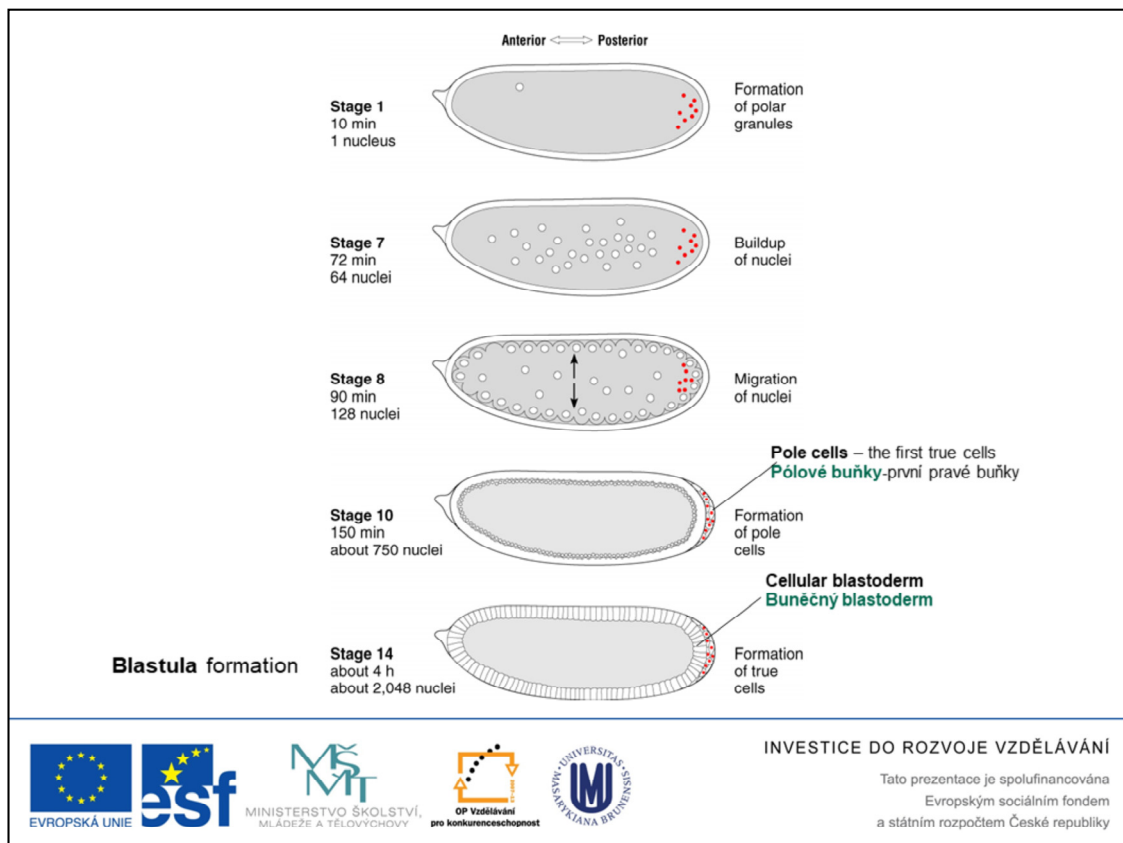 Anterior Posterior
Stage 1
10 min
1 nucleus
Formation
of polar
granules
Stage 7
72 min
64 nuclei
Buildup
of nuclei
Stage 8
90 min
128 nuclei
Migration
of nuclei
Pole cells – the first true cells
Pólové buňky-první pravé buňky
Stage 10
150 min
about 750 nuclei
Formation
of pole
cells
Cellular blastoderm
Buněčný blastoderm
Blastula formation
Stage 14
about 4 h
about 2,048 nuclei
Formation
of true
cells
EVROPSKÁ UNIE
esf
MŠMT
MINISTERSTVO ŠKOLSTVÍ,
MLÁDEŽE A TĚLOVÝCHOVY
OP Vzdělávání
pro konkurenceschopnost
UNIVERSITAS
MASARYKIANA BRUNENSIS
INVESTICE DO ROZVOJE VZDĚLÁVÁNÍ
Tato prezentace je spolufinancována
Evropským sociálním fondem
a státním rozpočtem České republiky